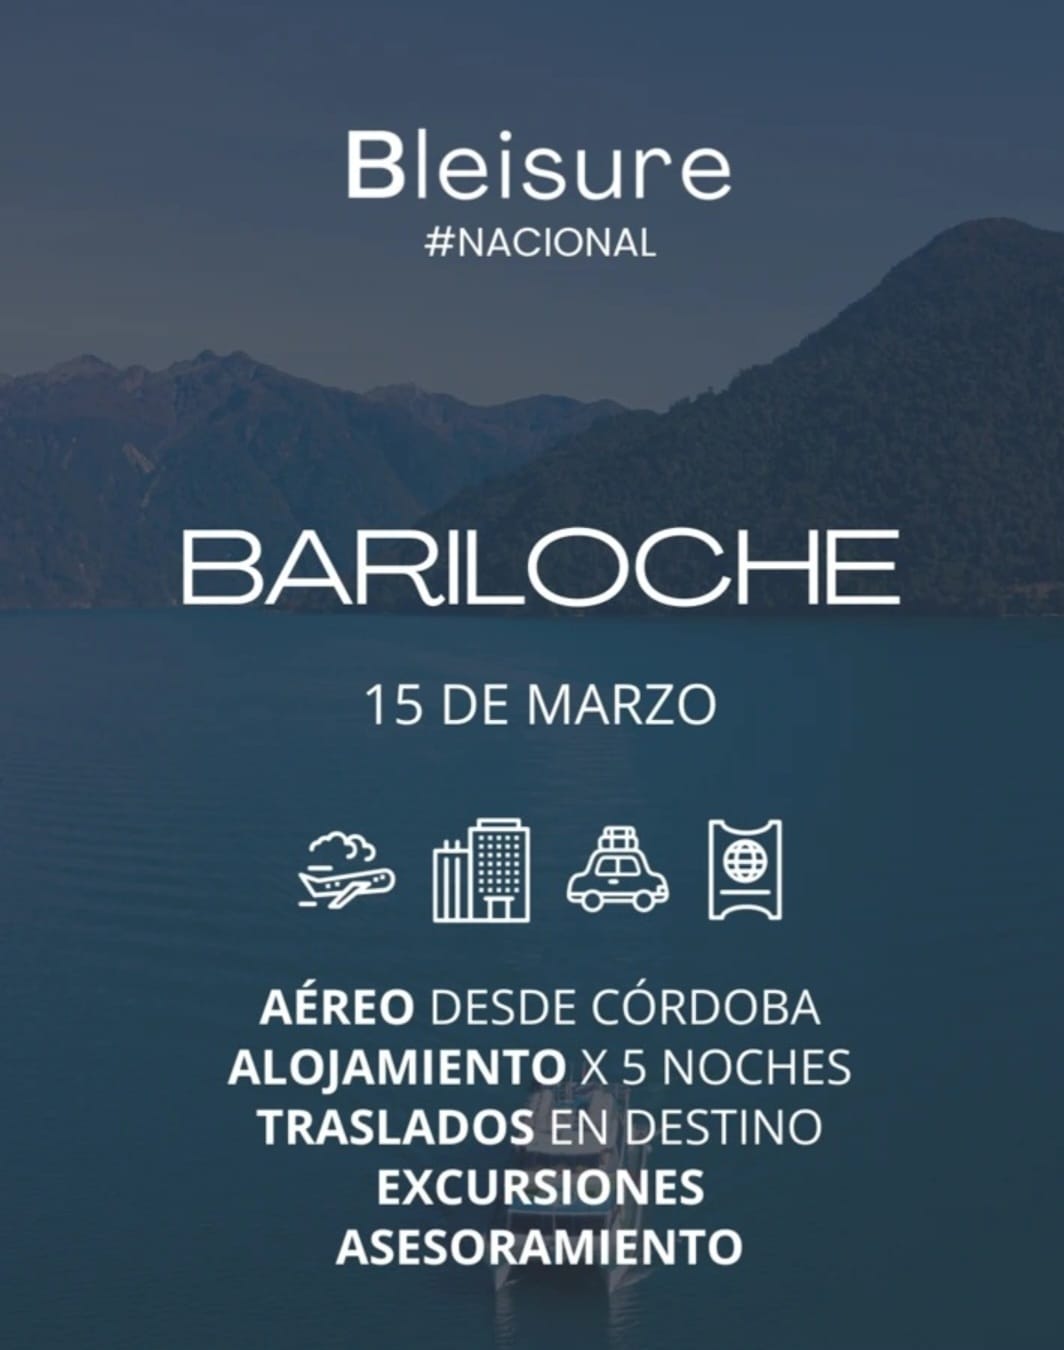 Bleisure
#NACIONAL
BARILOCHE
15 DE MARZO
AÉREO DESDE CÓRDOBA
ALOJAMIENTO X 5 NOCHES
TRASLADOS EN DESTINO
EXCURSIONES
ASESORAMIENTO